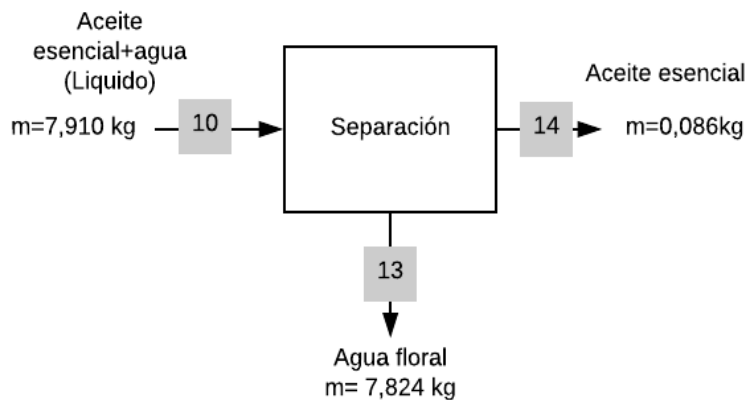 Aceite
esencial+agua
(Liquido)
m=7,910 kg
10
Separación
14
Aceite esencial
m=0,086kg
13
Agua floral
m= 7,824 kg